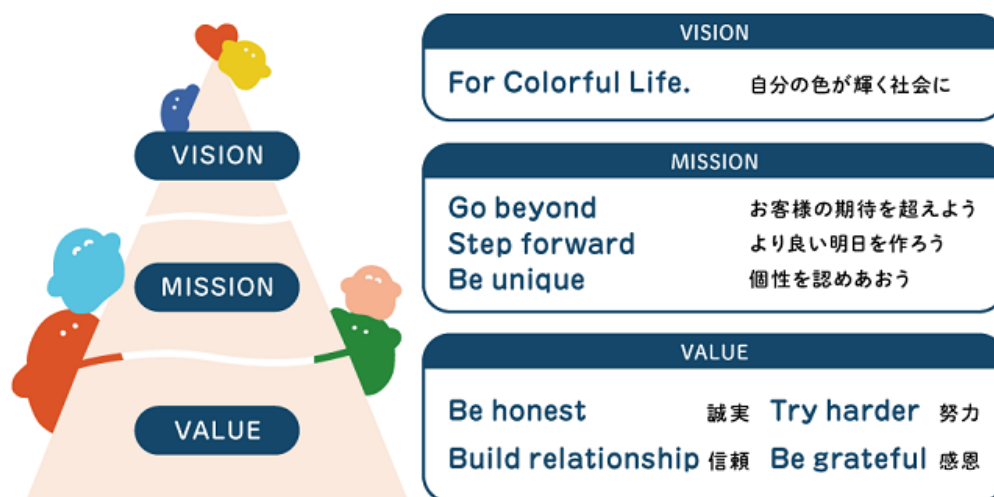 VISION
MISSION
VALUE
VISION
For Colorful Life. 自分の色が輝く社会に
MISSION
Go beyond お客様の期待を超えよう
Step forward より良い明日を作ろう
Be unique 個性を認めあおう
VALUE
Be honest 誠実 Try harder 努力
Build relationship 信頼 Be grateful 感恩